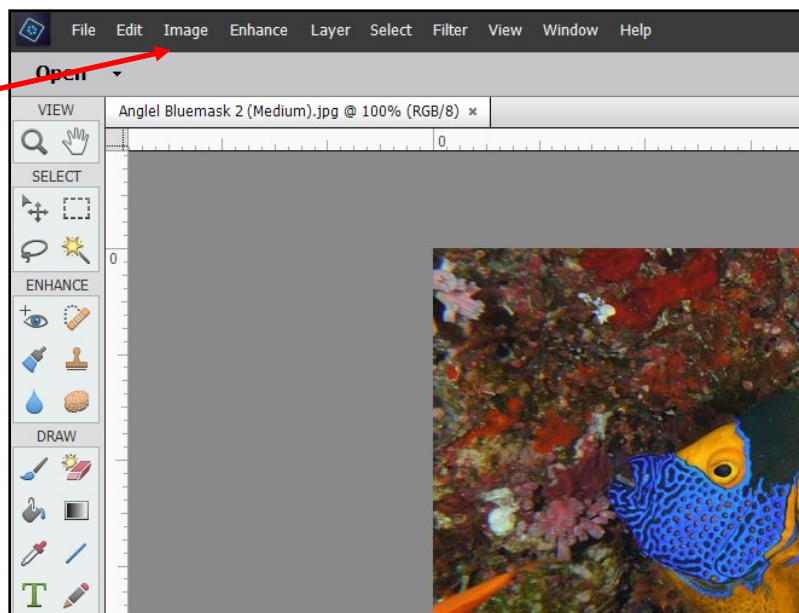 File Edit Image Enhance Layer Select Filter View Window Help
Open
VIEW
Anglel Bluemask 2 (Medium).jpg @ 100% (RGB/8) ×
0
SELECT
0
ENHANCE
DRAW
T